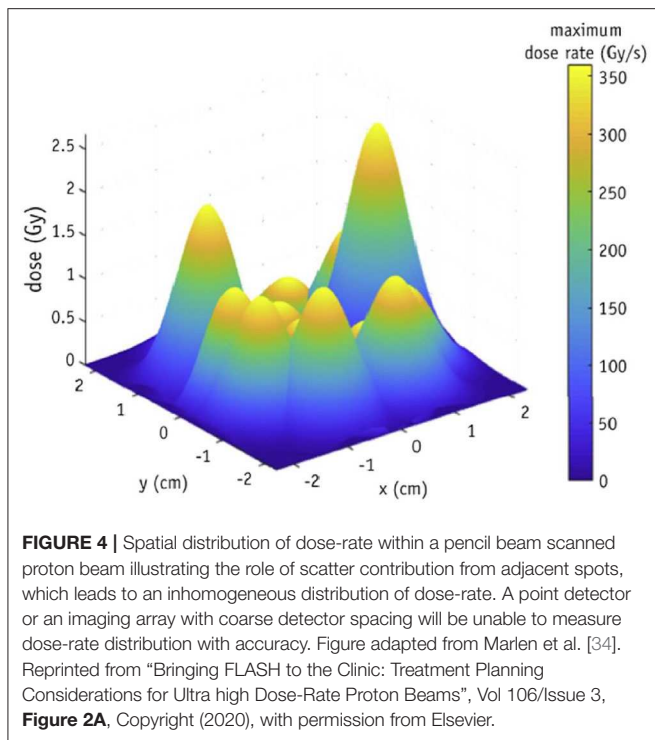 maximum
dose rate (Gy/s)
350
300
250
200
150
100
50
0
2.5
2
1.5
1
0.5
0
dose (Gy)
2
1
0
-1
-2
y (cm)
-2
-1
0
1
2
x (cm)
FIGURE 4 | Spatial distribution of dose-rate within a pencil beam scanned
proton beam illustrating the role of scatter contribution from adjacent spots,
which leads to an inhomogeneous distribution of dose-rate. A point detector
or an imaging array with coarse detector spacing will be unable to measure
dose-rate distribution with accuracy. Figure adapted from Marlen et al. [34].
Reprinted from “Bringing FLASH to the Clinic: Treatment Planning
Considerations for Ultra high Dose-Rate Proton Beams”, Vol 106/Issue 3,
Figure 2A, Copyright (2020), with permission from Elsevier.